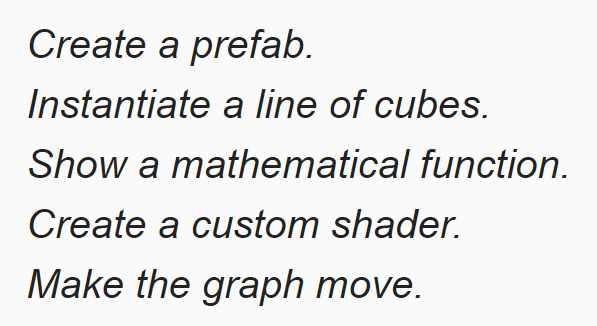 Create a prefab.
Instantiate a line of cubes.
Show a mathematical function.
Create a custom shader.
Make the graph move.